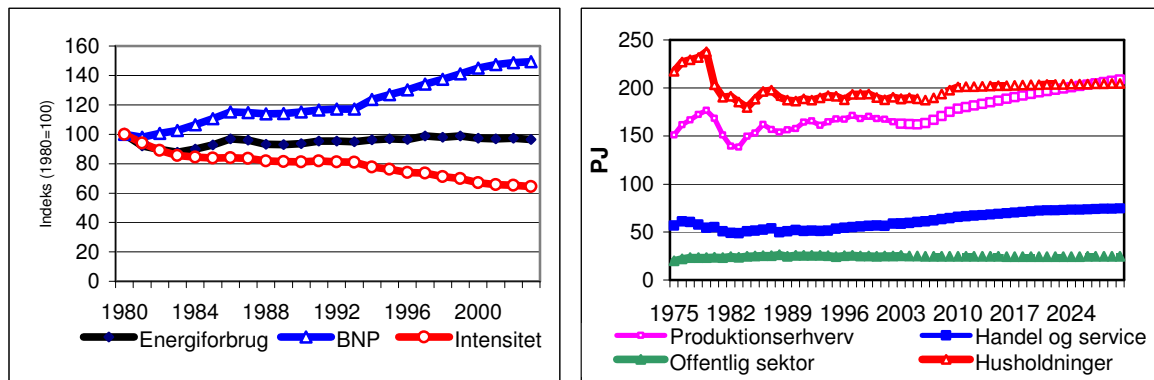 160
140
120
100
80
60
40
20
0
Indeks (1980=100)
1980 1984 1988 1992 1996 2000
Energiforbrug BNP Intensitet
250
200
150
100
50
0
PJ
1975 1982 1989 1996 2003 2010 2017 2024
Produktionserhverv Handel og service
Offentlig sektor Husholdninger